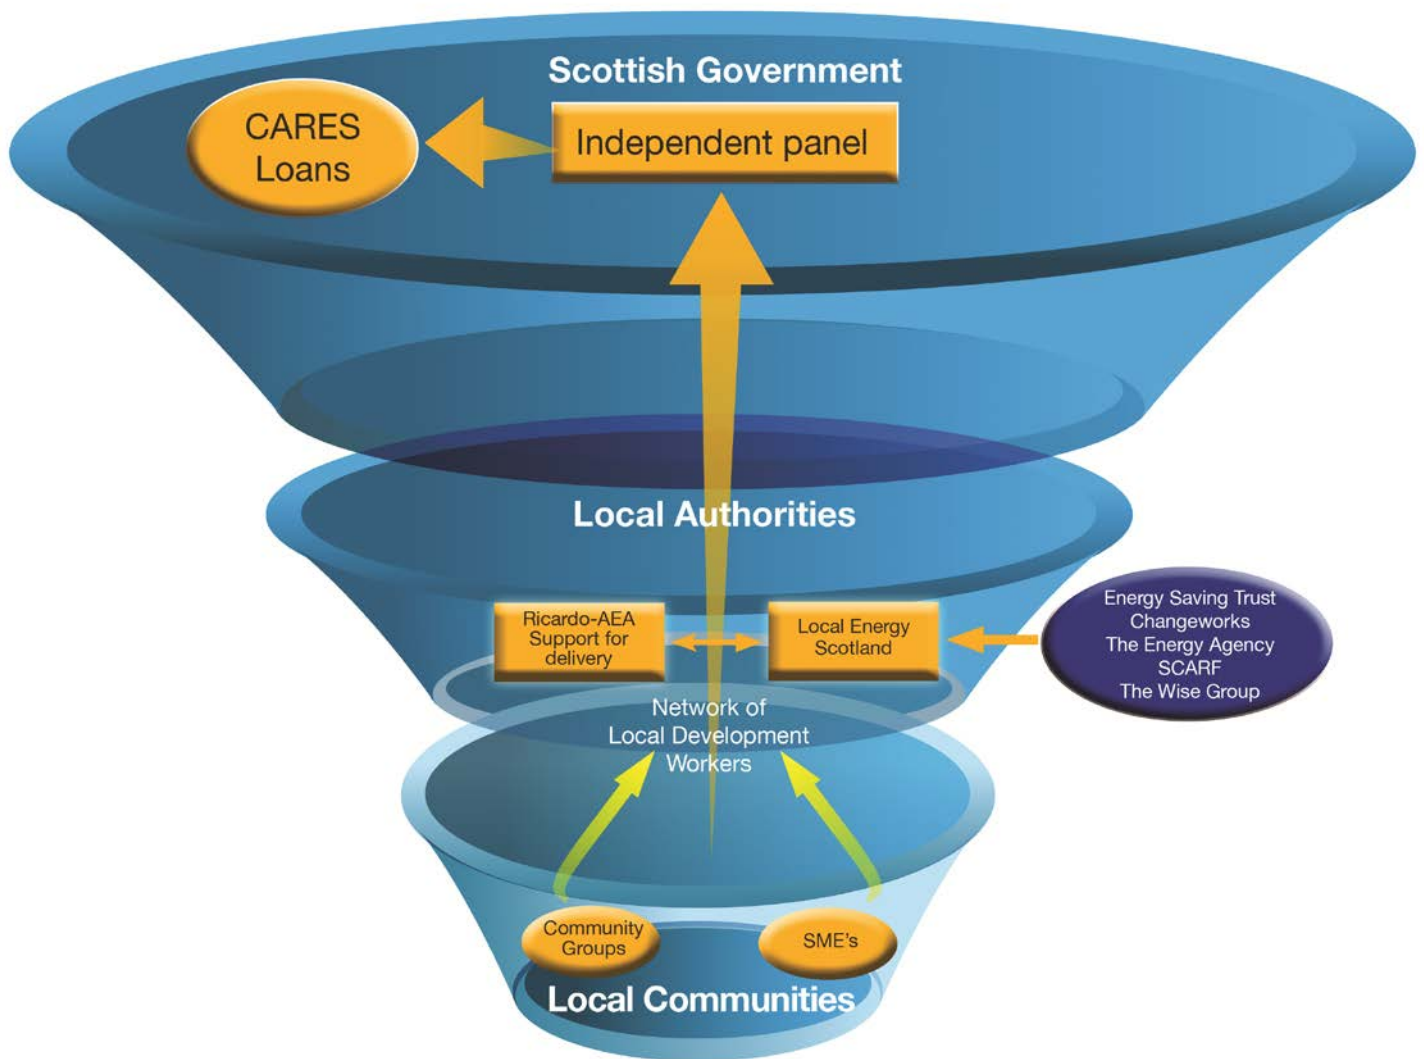 Scottish Government
CARES
Loans
Independent panel
Local Authorities
Ricardo-AEA
Support for
delivery
Local Energy
Scotland
Energy Saving Trust
Changeworks
The Energy Agency
SCARF
The Wise Group
Network of
Local Development
Workers
Community
Groups
SME's
Local Communities